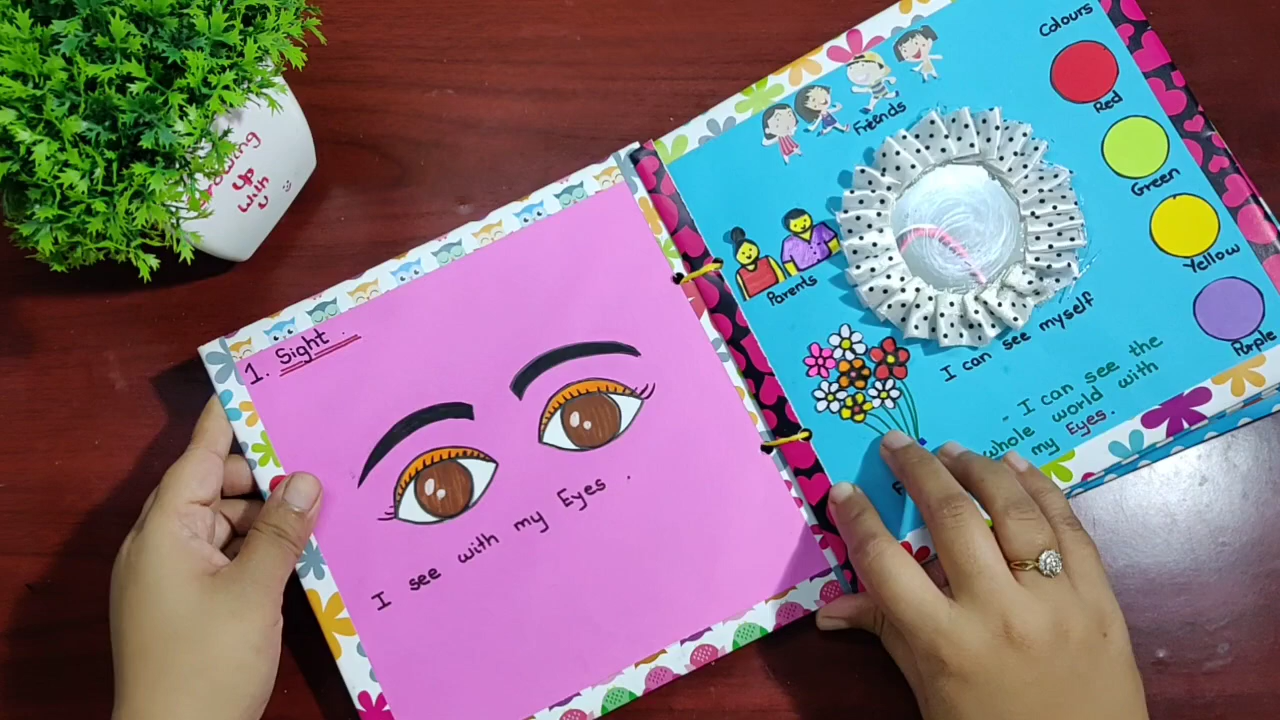 Growing
up
with
1. Sight.
I see with my Eyes.
Friends
Parents
I can see myself
- I can see the
whole world with
my Eyes.
Colours
Red
Green
Yellow
Purple